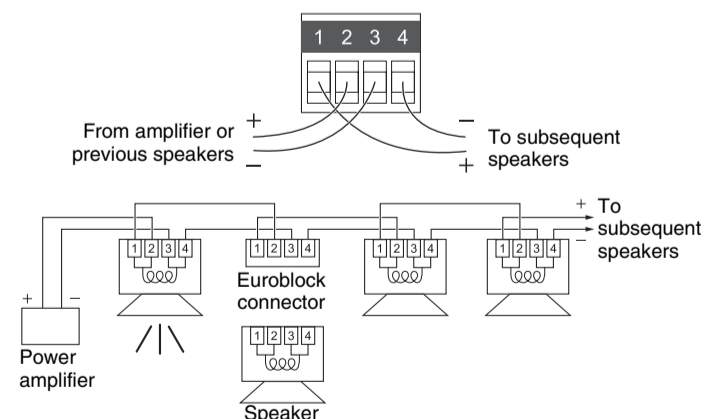 1 2 3 4
+
−
From amplifier or
previous speakers
−
+
To subsequent
speakers
+ To
subsequent
− speakers
1 2 3 4
1 2 3 4
1 2 3 4
1 2 3 4
Euroblock
connector
+ −
Power
amplifier
1 2 3 4
Speaker